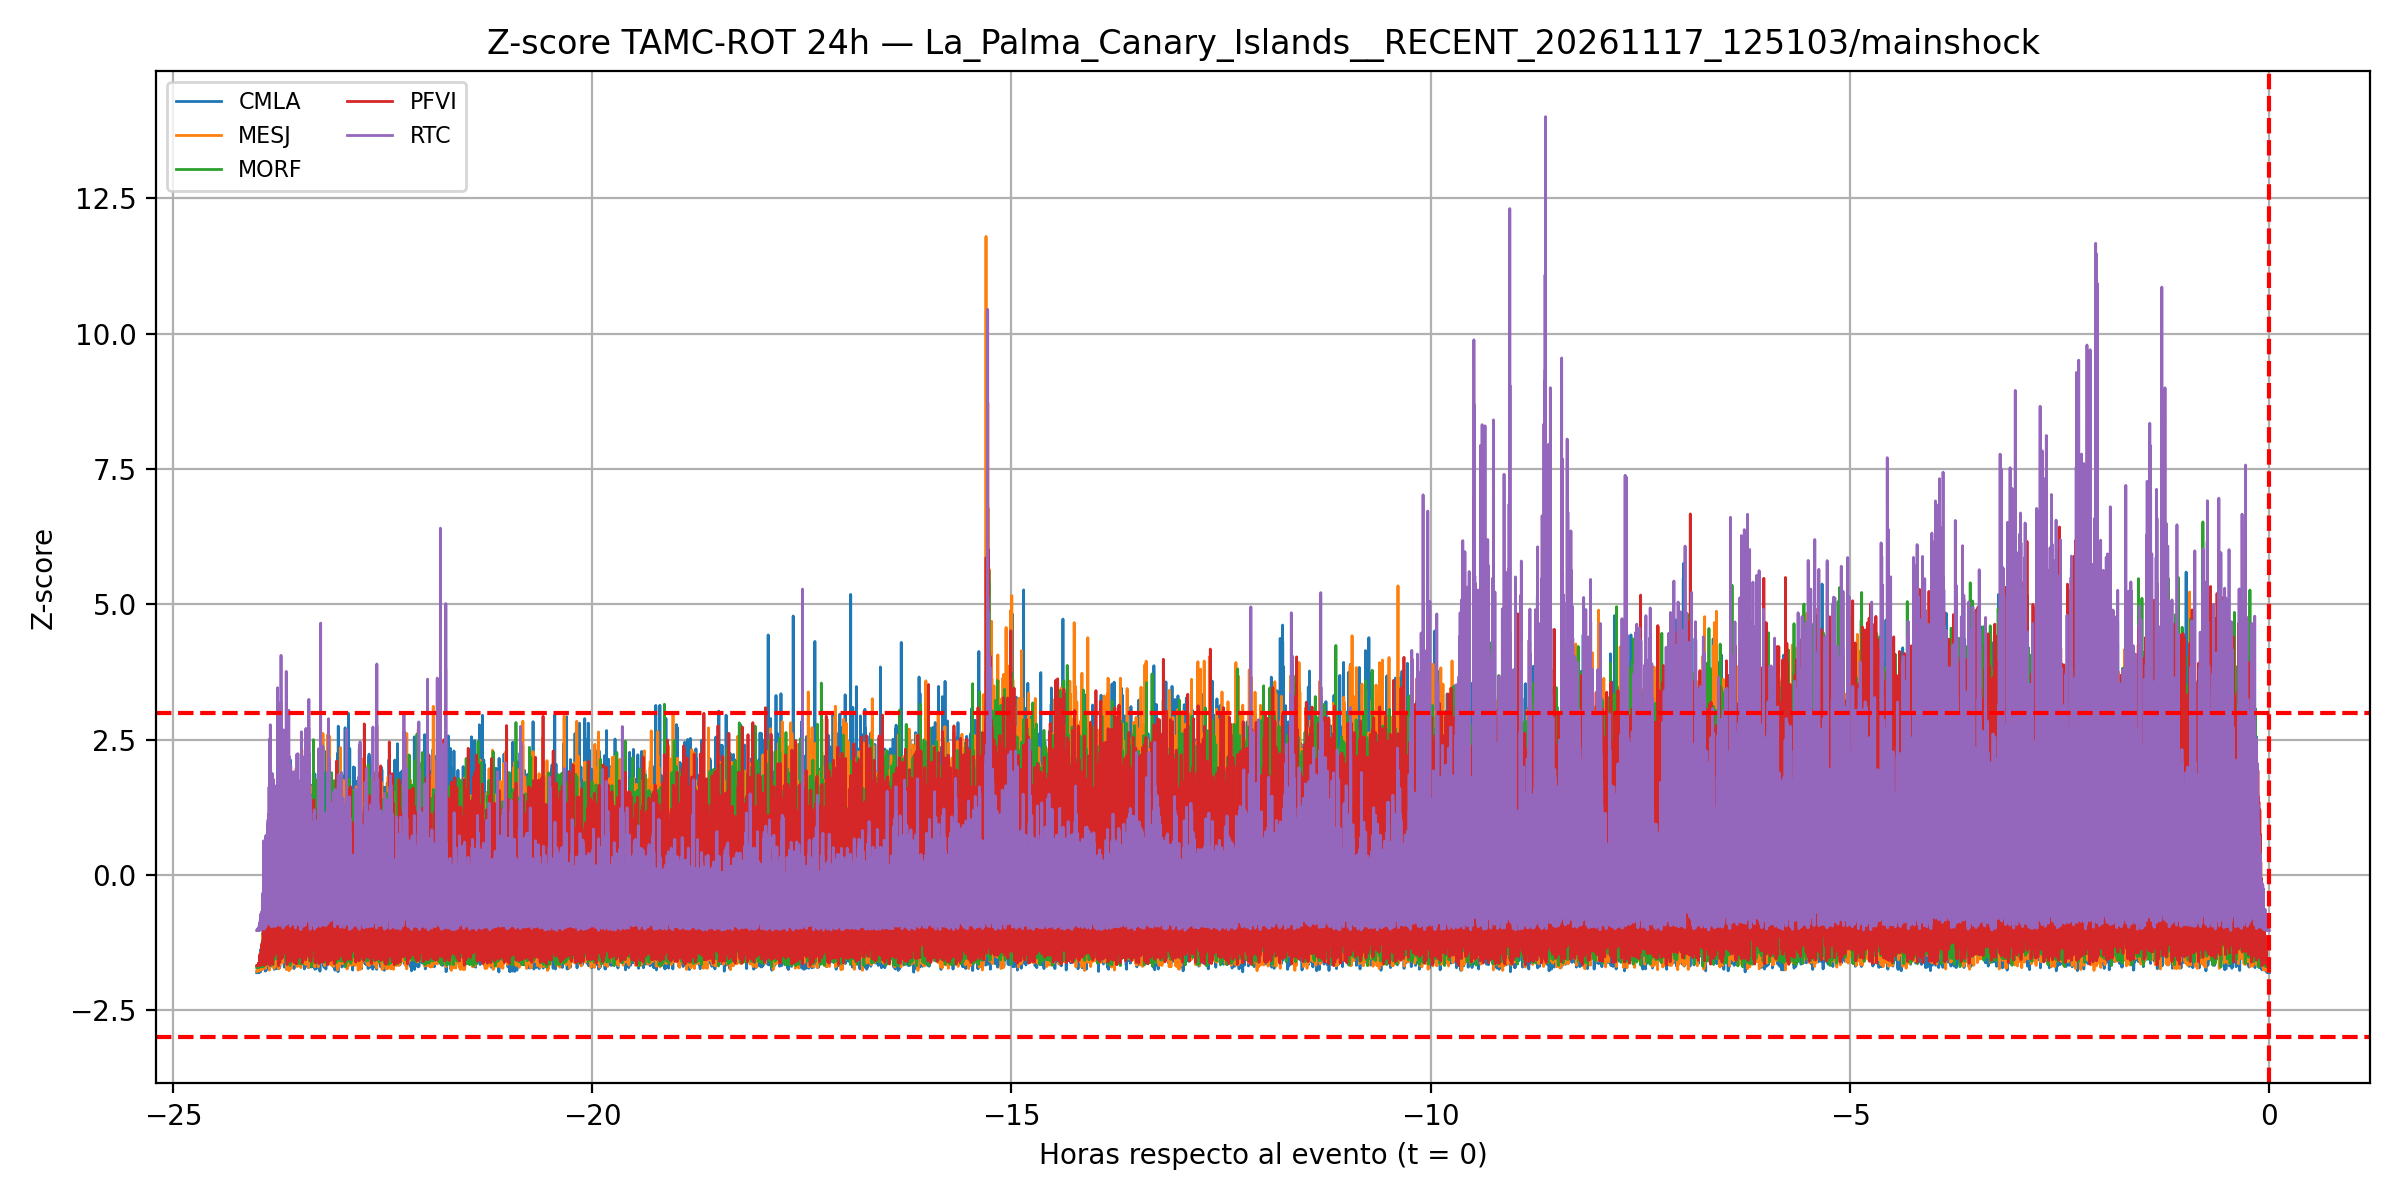 Z-score TAMC-ROT 24h — La_Palma_Canary_Islands__RECENT_20261117_125103/mainshock
CMLA
MESJ
MORF
PFVI
RTC
12.5
10.0
7.5
5.0
2.5
0.0
−2.5
Z-score
−25
−20
−15
−10
−5
0
Horas respecto al evento (t = 0)